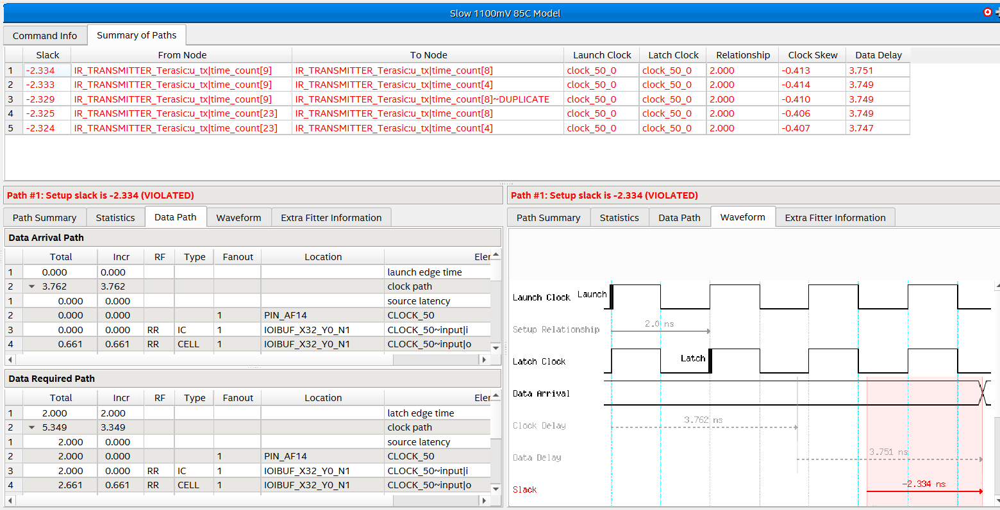 Slow 1100mV 85C Model
Command Info Summary of Paths
Slack From Node To Node Launch Clock Latch Clock Relationship Clock Skew Data Delay
1 -2.334 IR_TRANSMITTER_Terasic:u_tx|time_count[9] IR_TRANSMITTER_Terasic:u_tx|time_count[8] clock_50_0 clock_50_0 2.000 -0.413 3.751
2 -2.333 IR_TRANSMITTER_Terasic:u_tx|time_count[9] IR_TRANSMITTER_Terasic:u_tx|time_count[4] clock_50_0 clock_50_0 2.000 -0.414 3.749
3 -2.329 IR_TRANSMITTER_Terasic:u_tx|time_count[9] IR_TRANSMITTER_Terasic:u_tx|time_count[8]~DUPLICATE clock_50_0 clock_50_0 2.000 -0.410 3.749
4 -2.325 IR_TRANSMITTER_Terasic:u_tx|time_count[23] IR_TRANSMITTER_Terasic:u_tx|time_count[8] clock_50_0 clock_50_0 2.000 -0.406 3.749
5 -2.324 IR_TRANSMITTER_Terasic:u_tx|time_count[23] IR_TRANSMITTER_Terasic:u_tx|time_count[4] clock_50_0 clock_50_0 2.000 -0.407 3.747
Path #1: Setup slack is -2.334 (VIOLATED)
Path Summary Statistics Data Path Waveform Extra Fitter Information
Data Arrival Path
Total Incr RF Type Fanout Location Eler
1 0.000 0.000 launch edge time
2 3.762 3.762 clock path
1 0.000 0.000 source latency
2 0.000 0.000 1 PIN_AF14 CLOCK_50
3 0.000 0.000 RR IC 1 IOIBUF_X32_Y0_N1 CLOCK_50~input|i
4 0.661 0.661 RR CELL 1 IOIBUF_X32_Y0_N1 CLOCK_50~input|o
Data Required Path
Total Incr RF Type Fanout Location Eler
1 2.000 2.000 latch edge time
2 5.349 3.349 clock path
1 2.000 0.000 source latency
2 2.000 0.000 1 PIN_AF14 CLOCK_50
3 2.000 0.000 RR IC 1 IOIBUF_X32_Y0_N1 CLOCK_50~input|i
4 2.661 0.661 RR CELL 1 IOIBUF_X32_Y0_N1 CLOCK_50~input|o
Path #1: Setup slack is -2.334 (VIOLATED)
Path Summary Statistics Data Path Waveform Extra Fitter Information
Launch Clock Launch
Setup Relationship 2.0 ns
Latch Clock Latch
Data Arrival
Clock Delay 3.762 ns
Data Delay 3.751 ns
Slack -2.334 ns